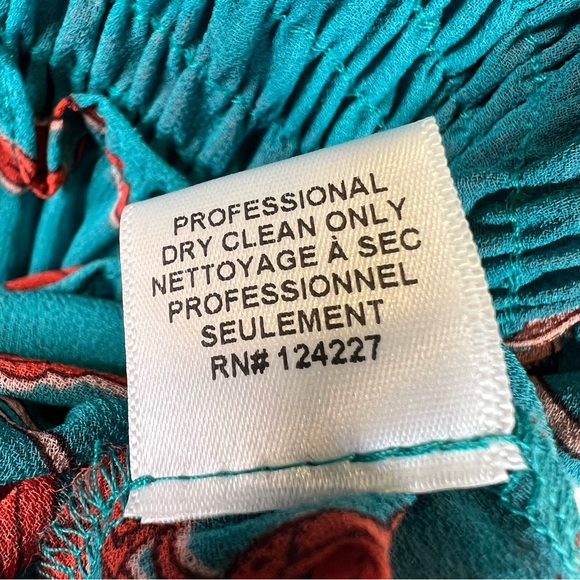 PROFESSIONAL
DRY CLEAN ONLY
NETTOYAGE À SEC
PROFESSIONNEL
SEULEMENT
RN# 124227